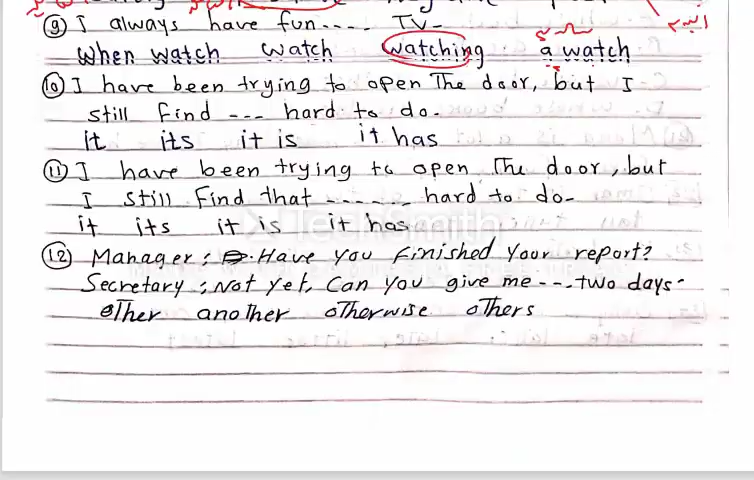 ⑨ I always have fun.... TV-
When watch watch watching a watch
⑩ I have been trying to open The door, but I
still find --- hard to do.
it its it is it has
⑪ I have been trying to open The door, but
I still find that ------ hard to do-
it its it is it has
TechSmith
⑫ Manager: Have you finished your report?
Secretary: Not yet, Can you give me --- two days-
other another otherwise others